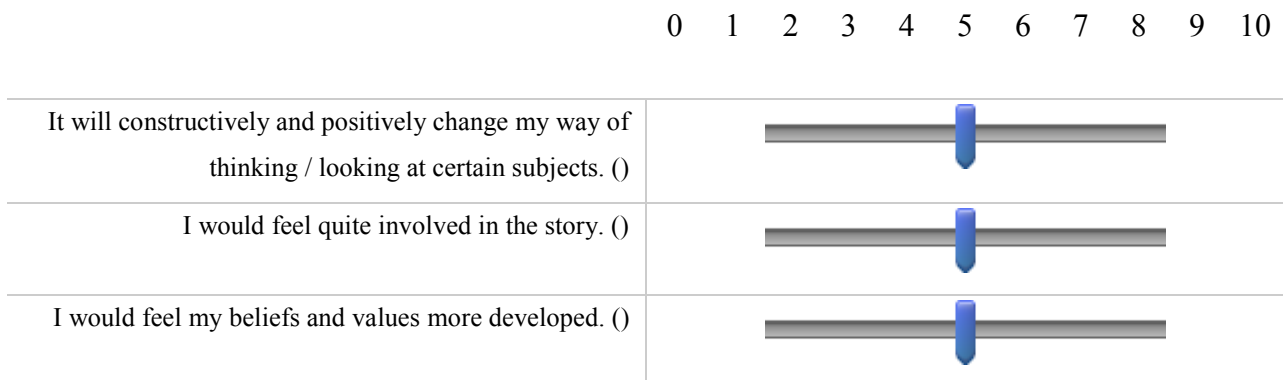 0 1 2 3 4 5 6 7 8 9 10
It will constructively and positively change my way of
thinking / looking at certain subjects. ()
I would feel quite involved in the story. ()
I would feel my beliefs and values more developed. ()